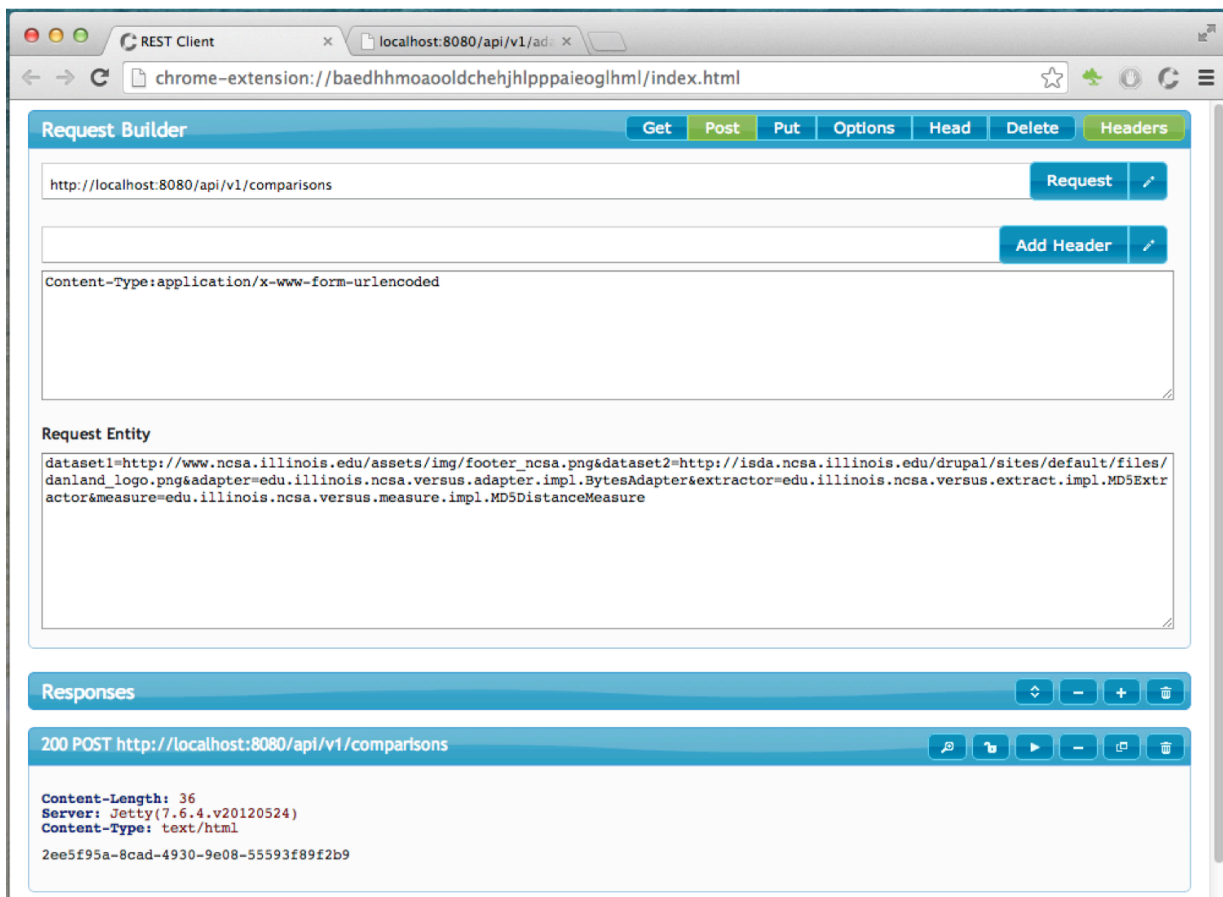 REST Client
localhost:8080/api/v1/ada
chrome-extension://baedhhmoaooldchehjhlpppaieoglhml/index.html
Request Builder Get Post Put Options Head Delete Headers
http://localhost:8080/api/v1/comparisons Request
Add Header
Content-Type:application/x-www-form-urlencoded
Request Entity
dataset1=http://www.ncsa.illinois.edu/assets/img/footer_ncsa.png&dataset2=http://isda.ncsa.illinois.edu/drupal/sites/default/files/
danland_logo.png&adapter=edu.illinois.ncsa.versus.adapter.impl.BytesAdapter&extractor=edu.illinois.ncsa.versus.extract.impl.MD5Extr
actor&measure=edu.illinois.ncsa.versus.measure.impl.MD5DistanceMeasure
Responses
200 POST http://localhost:8080/api/v1/comparisons
Content-Length: 36
Server: Jetty(7.6.4.v20120524)
Content-Type: text/html
2ee5f95a-8cad-4930-9e08-55593f89f2b9